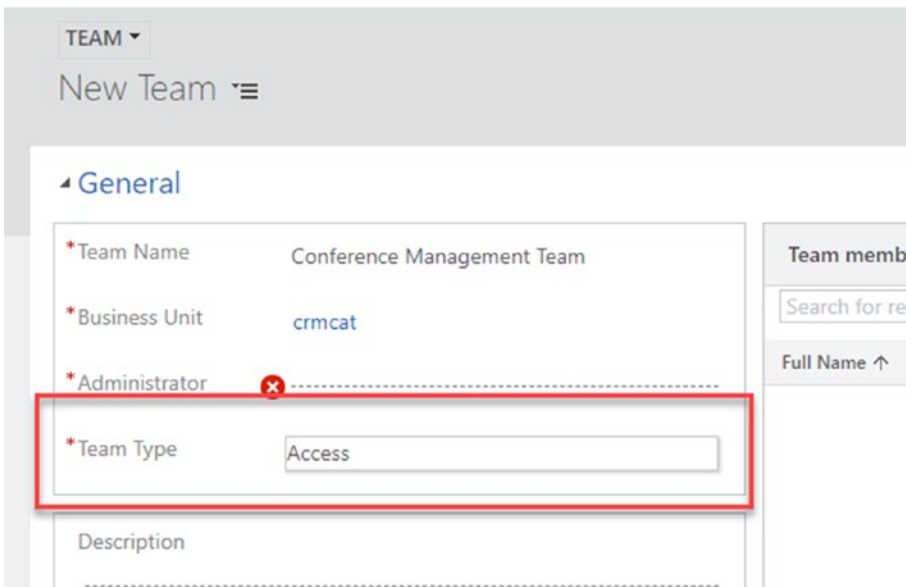 TEAM
New Team
General
*Team Name Conference Management Team
*Business Unit crmcat
*Administrator
*Team Type Access
Description
Team memb
Search for re
Full Name ↑